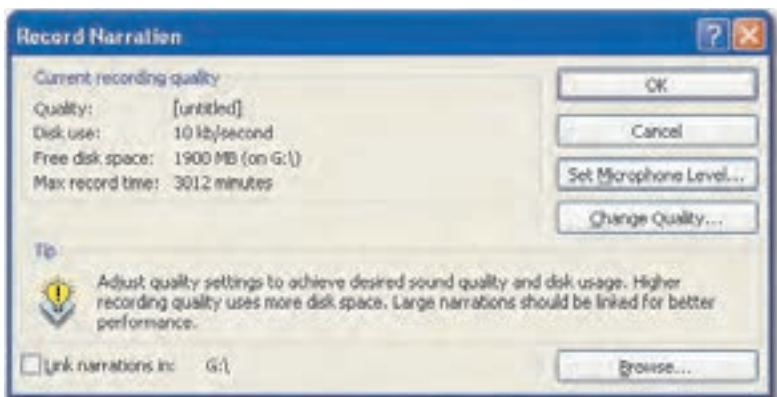 Record Narration
Current recording quality
Quality: [untitled]
Disk use: 10 kb/second
Free disk space: 1900 MB (on G:\)
Max record time: 3012 minutes
OK
Cancel
Set Microphone Level...
Change Quality...
Tip
Adjust quality settings to achieve desired sound quality and disk usage. Higher
recording quality uses more disk space. Large narrations should be linked for better
performance.
Link narrations in: G:\
Browse...